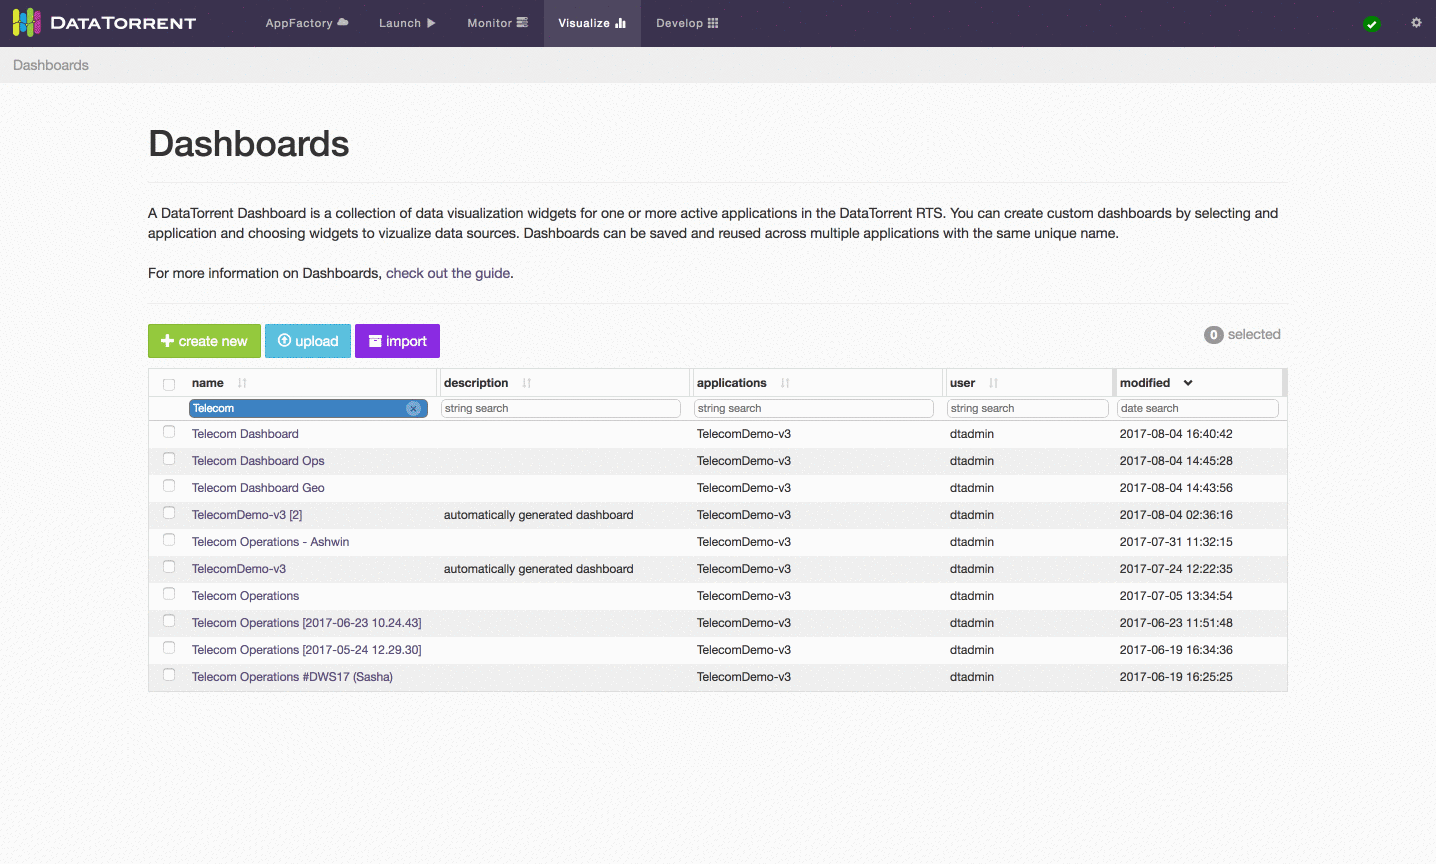 DATATORRENT AppFactory Launch Monitor Visualize Develop
Dashboards
Dashboards
A DataTorrent Dashboard is a collection of data visualization widgets for one or more active applications in the DataTorrent RTS. You can create custom dashboards by selecting and
application and choosing widgets to vizualize data sources. Dashboards can be saved and reused across multiple applications with the same unique name.
For more information on Dashboards, check out the guide.
create new upload import 0 selected
name description applications user modified
Telecom string search string search string search date search
Telecom Dashboard TelecomDemo-v3 dtadmin 2017-08-04 16:40:42
Telecom Dashboard Ops TelecomDemo-v3 dtadmin 2017-08-04 14:45:28
Telecom Dashboard Geo TelecomDemo-v3 dtadmin 2017-08-04 14:43:56
TelecomDemo-v3 [2] automatically generated dashboard TelecomDemo-v3 dtadmin 2017-08-04 02:36:16
Telecom Operations - Ashwin TelecomDemo-v3 dtadmin 2017-07-31 11:32:15
TelecomDemo-v3 automatically generated dashboard TelecomDemo-v3 dtadmin 2017-07-24 12:22:35
Telecom Operations TelecomDemo-v3 dtadmin 2017-07-05 13:34:54
Telecom Operations [2017-06-23 10.24.43] TelecomDemo-v3 dtadmin 2017-06-23 11:51:48
Telecom Operations [2017-05-24 12.29.30] TelecomDemo-v3 dtadmin 2017-06-19 16:34:36
Telecom Operations #DWS17 (Sasha) TelecomDemo-v3 dtadmin 2017-06-19 16:25:25